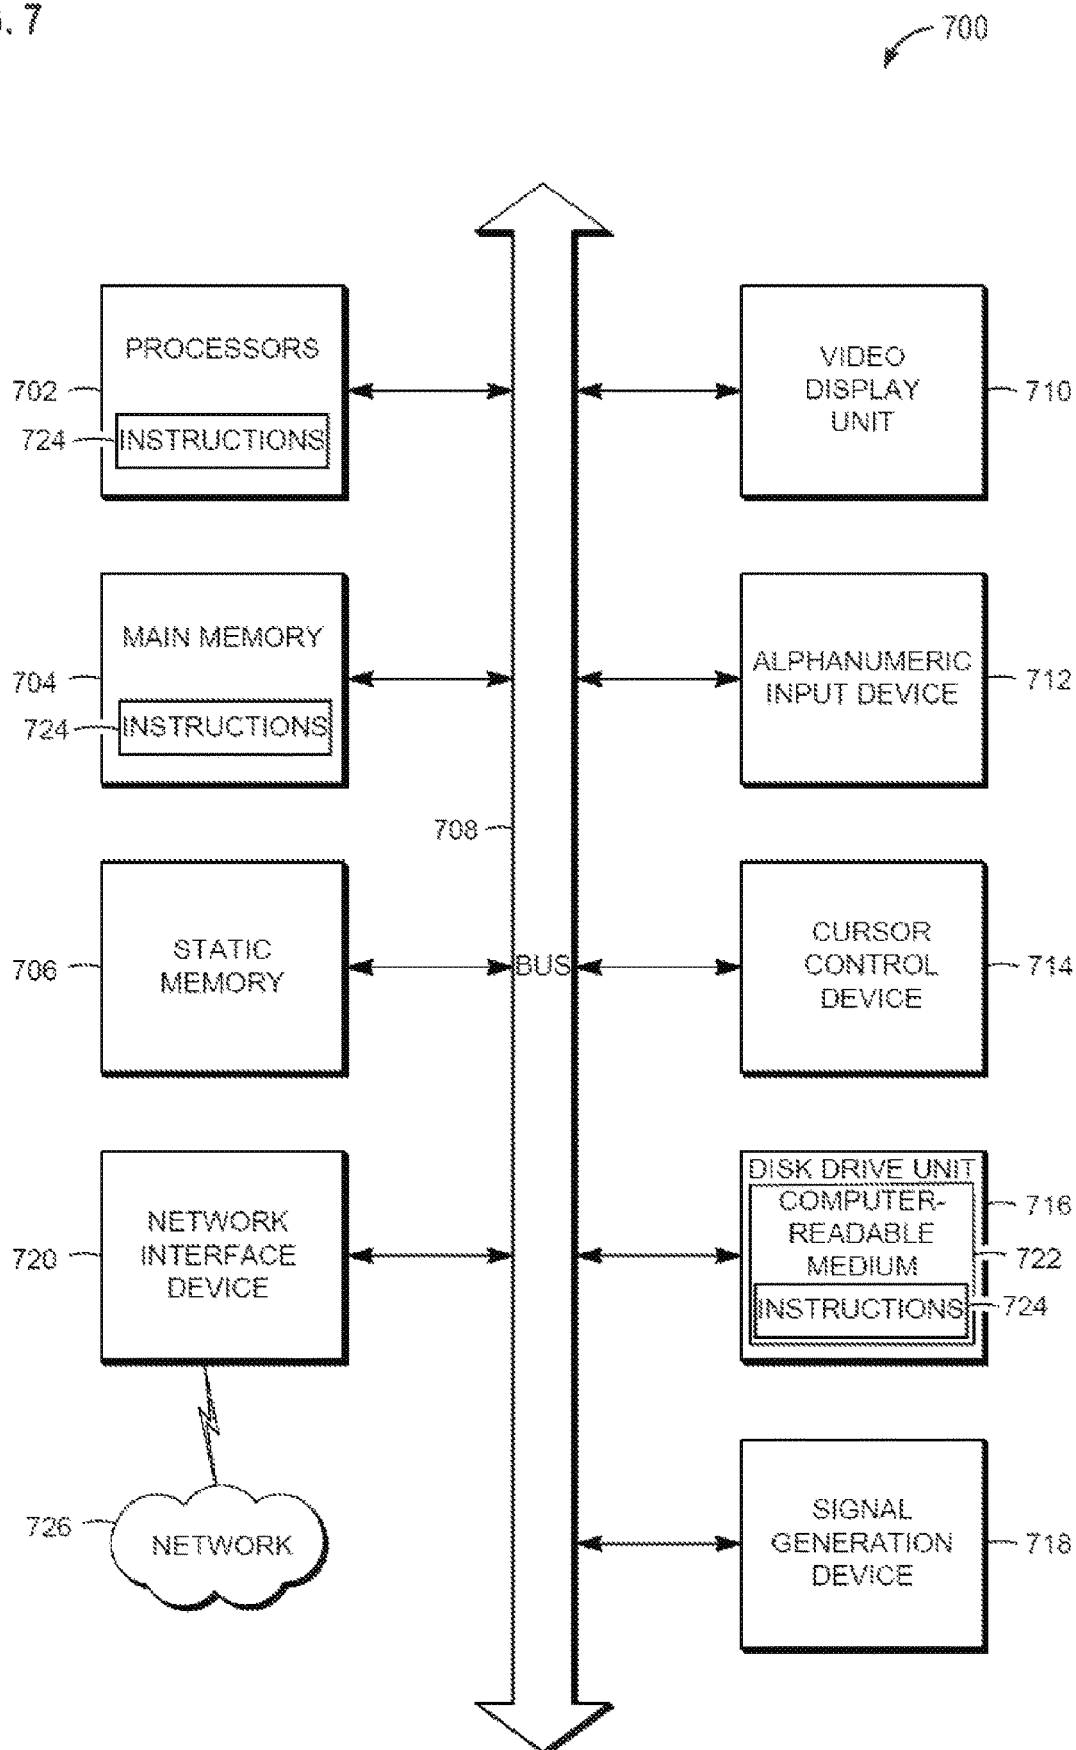 . 7
700
PROCESSORS
702
724
INSTRUCTIONS
VIDEO
DISPLAY
UNIT
710
MAIN MEMORY
704
724
INSTRUCTIONS
ALPHANUMERIC
INPUT DEVICE
712
708
STATIC
MEMORY
706
BUS
CURSOR
CONTROL
DEVICE
714
NETWORK
INTERFACE
DEVICE
720
DISK DRIVE UNIT
COMPUTER-
READABLE
MEDIUM
716
722
INSTRUCTIONS
724
726
NETWORK
SIGNAL
GENERATION
DEVICE
718